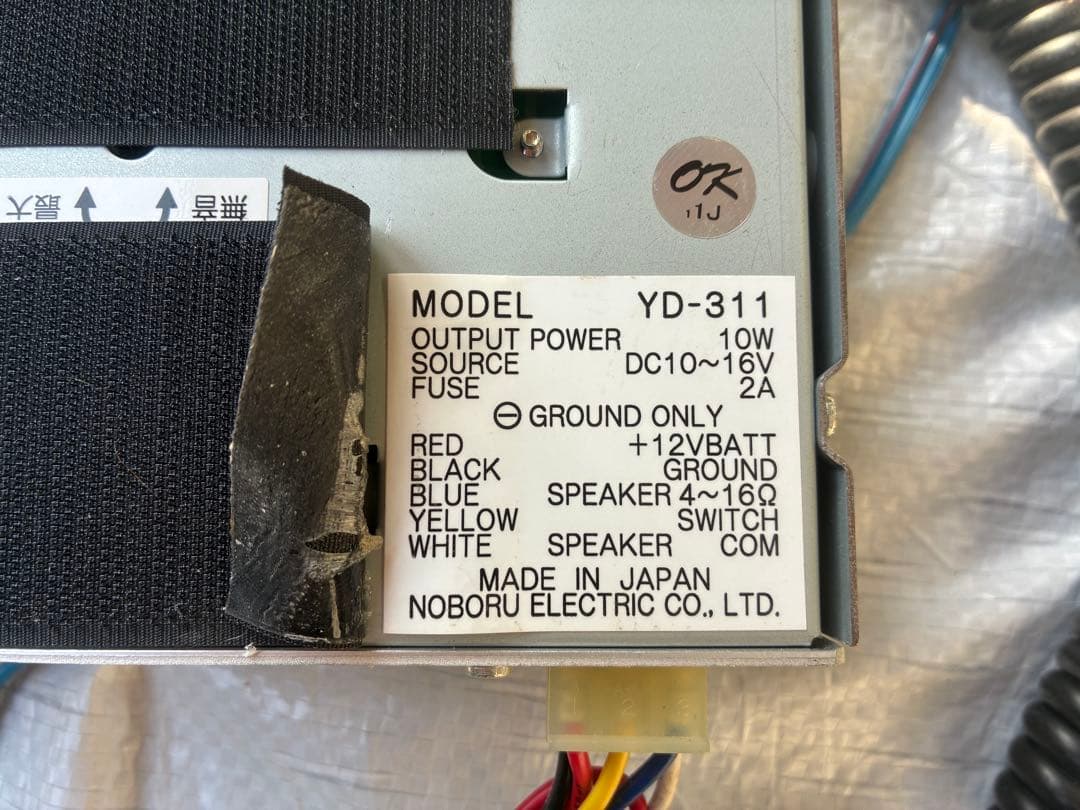 最大 無音
OK
11J
MODEL YD-311
OUTPUT POWER 10W
SOURCE DC10~16V
FUSE 2A
⊖ GROUND ONLY
RED +12VBATT
BLACK GROUND
BLUE SPEAKER 4~16Ω
YELLOW SWITCH
WHITE SPEAKER COM
MADE IN JAPAN
NOBORU ELECTRIC CO., LTD.